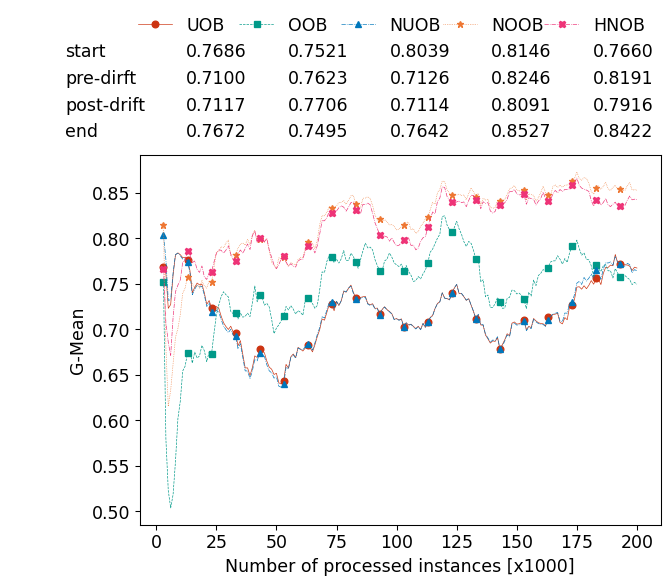 UOB OOB NUOB NOOB HNOB
start 0.7686 0.7521 0.8039 0.8146 0.7660
pre-dirft 0.7100 0.7623 0.7126 0.8246 0.8191
post-drift 0.7117 0.7706 0.7114 0.8091 0.7916
end 0.7672 0.7495 0.7642 0.8527 0.8422
0.85
0.80
0.75
0.70
0.65
0.60
0.55
0.50
G-Mean
0 25 50 75 100 125 150 175 200
Number of processed instances [x1000]